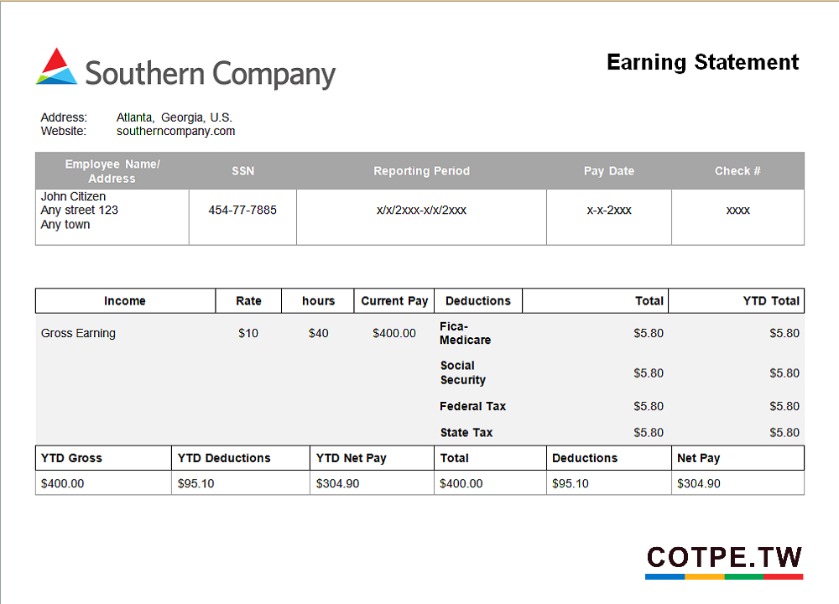 Southern Company
Earning Statement
Address: Atlanta, Georgia, U.S.
Website: southerncompany.com
Employee Name/ Address SSN Reporting Period Pay Date Check #
John Citizen
Any street 123 454-77-7885 x/x/2xxx-x/x/2xxx x-x-2xxx xxxx
Any town
Income Rate hours Current Pay Deductions Total YTD Total
Gross Earning $10 $40 $400.00 Fica-Medicare $5.80 $5.80
Social Security $5.80 $5.80
Federal Tax $5.80 $5.80
State Tax $5.80 $5.80
YTD Gross YTD Deductions YTD Net Pay Total Deductions Net Pay
$400.00 $95.10 $304.90 $400.00 $95.10 $304.90
COTPE.TW